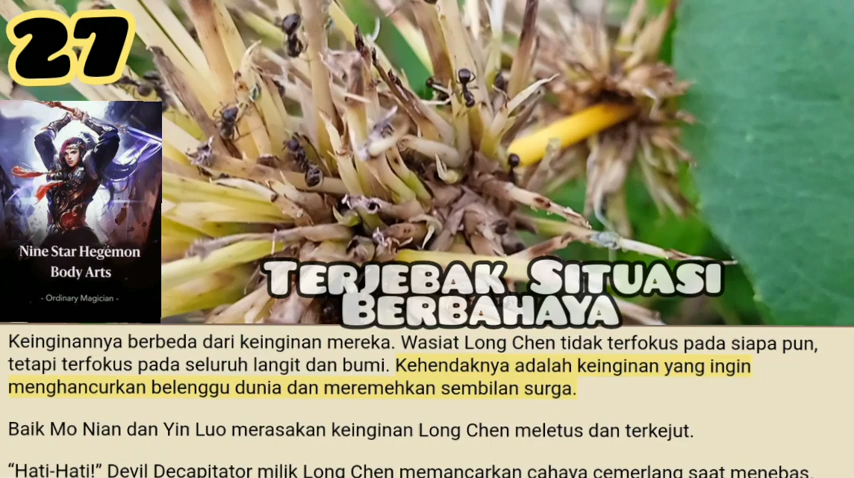 27
Nine Star Hegemon
Body Arts
- Ordinary Magician -
TERJEBAK SITUASI
BERBAHAYA
Keinginannya berbeda dari keinginan mereka. Wasiat Long Chen tidak terfokus pada siapa pun,
tetapi terfokus pada seluruh langit dan bumi. Kehendaknya adalah keinginan yang ingin
menghancurkan belenggu dunia dan meremehkan sembilan surga.
Baik Mo Nian dan Yin Luo merasakan keinginan Long Chen meletus dan terkejut.
“Hati-Hati!” Devil Decapitator milik Long Chen memancarkan cahaya cemerlang saat menebas.